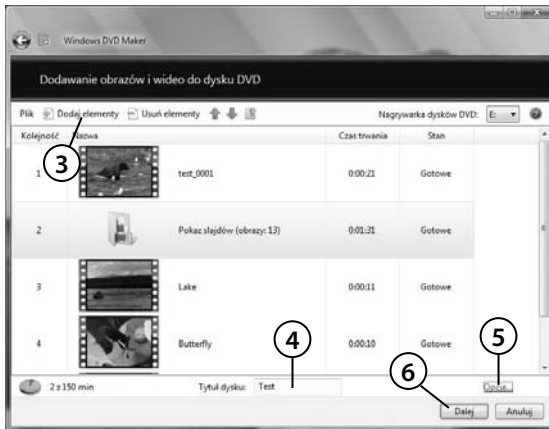 Windows DVD Maker
Dodawanie obrazów i wideo do dysku DVD
Plik Dodaj elementy Usuń elementy Nagrywarka dysków DVD: E:
3
Kolejność Nazwa Czas trwania Stan
1 test_0001 0:00:21 Gotowe
2 Pokaz slajdów (obrazy: 13) 0:01:31 Gotowe
3 Lake 0:00:11 Gotowe
4 Butterfly 0:00:10 Gotowe
4 5
2 z 150 min Tytuł dysku: Test Opcje...
6
Dalej Anuluj